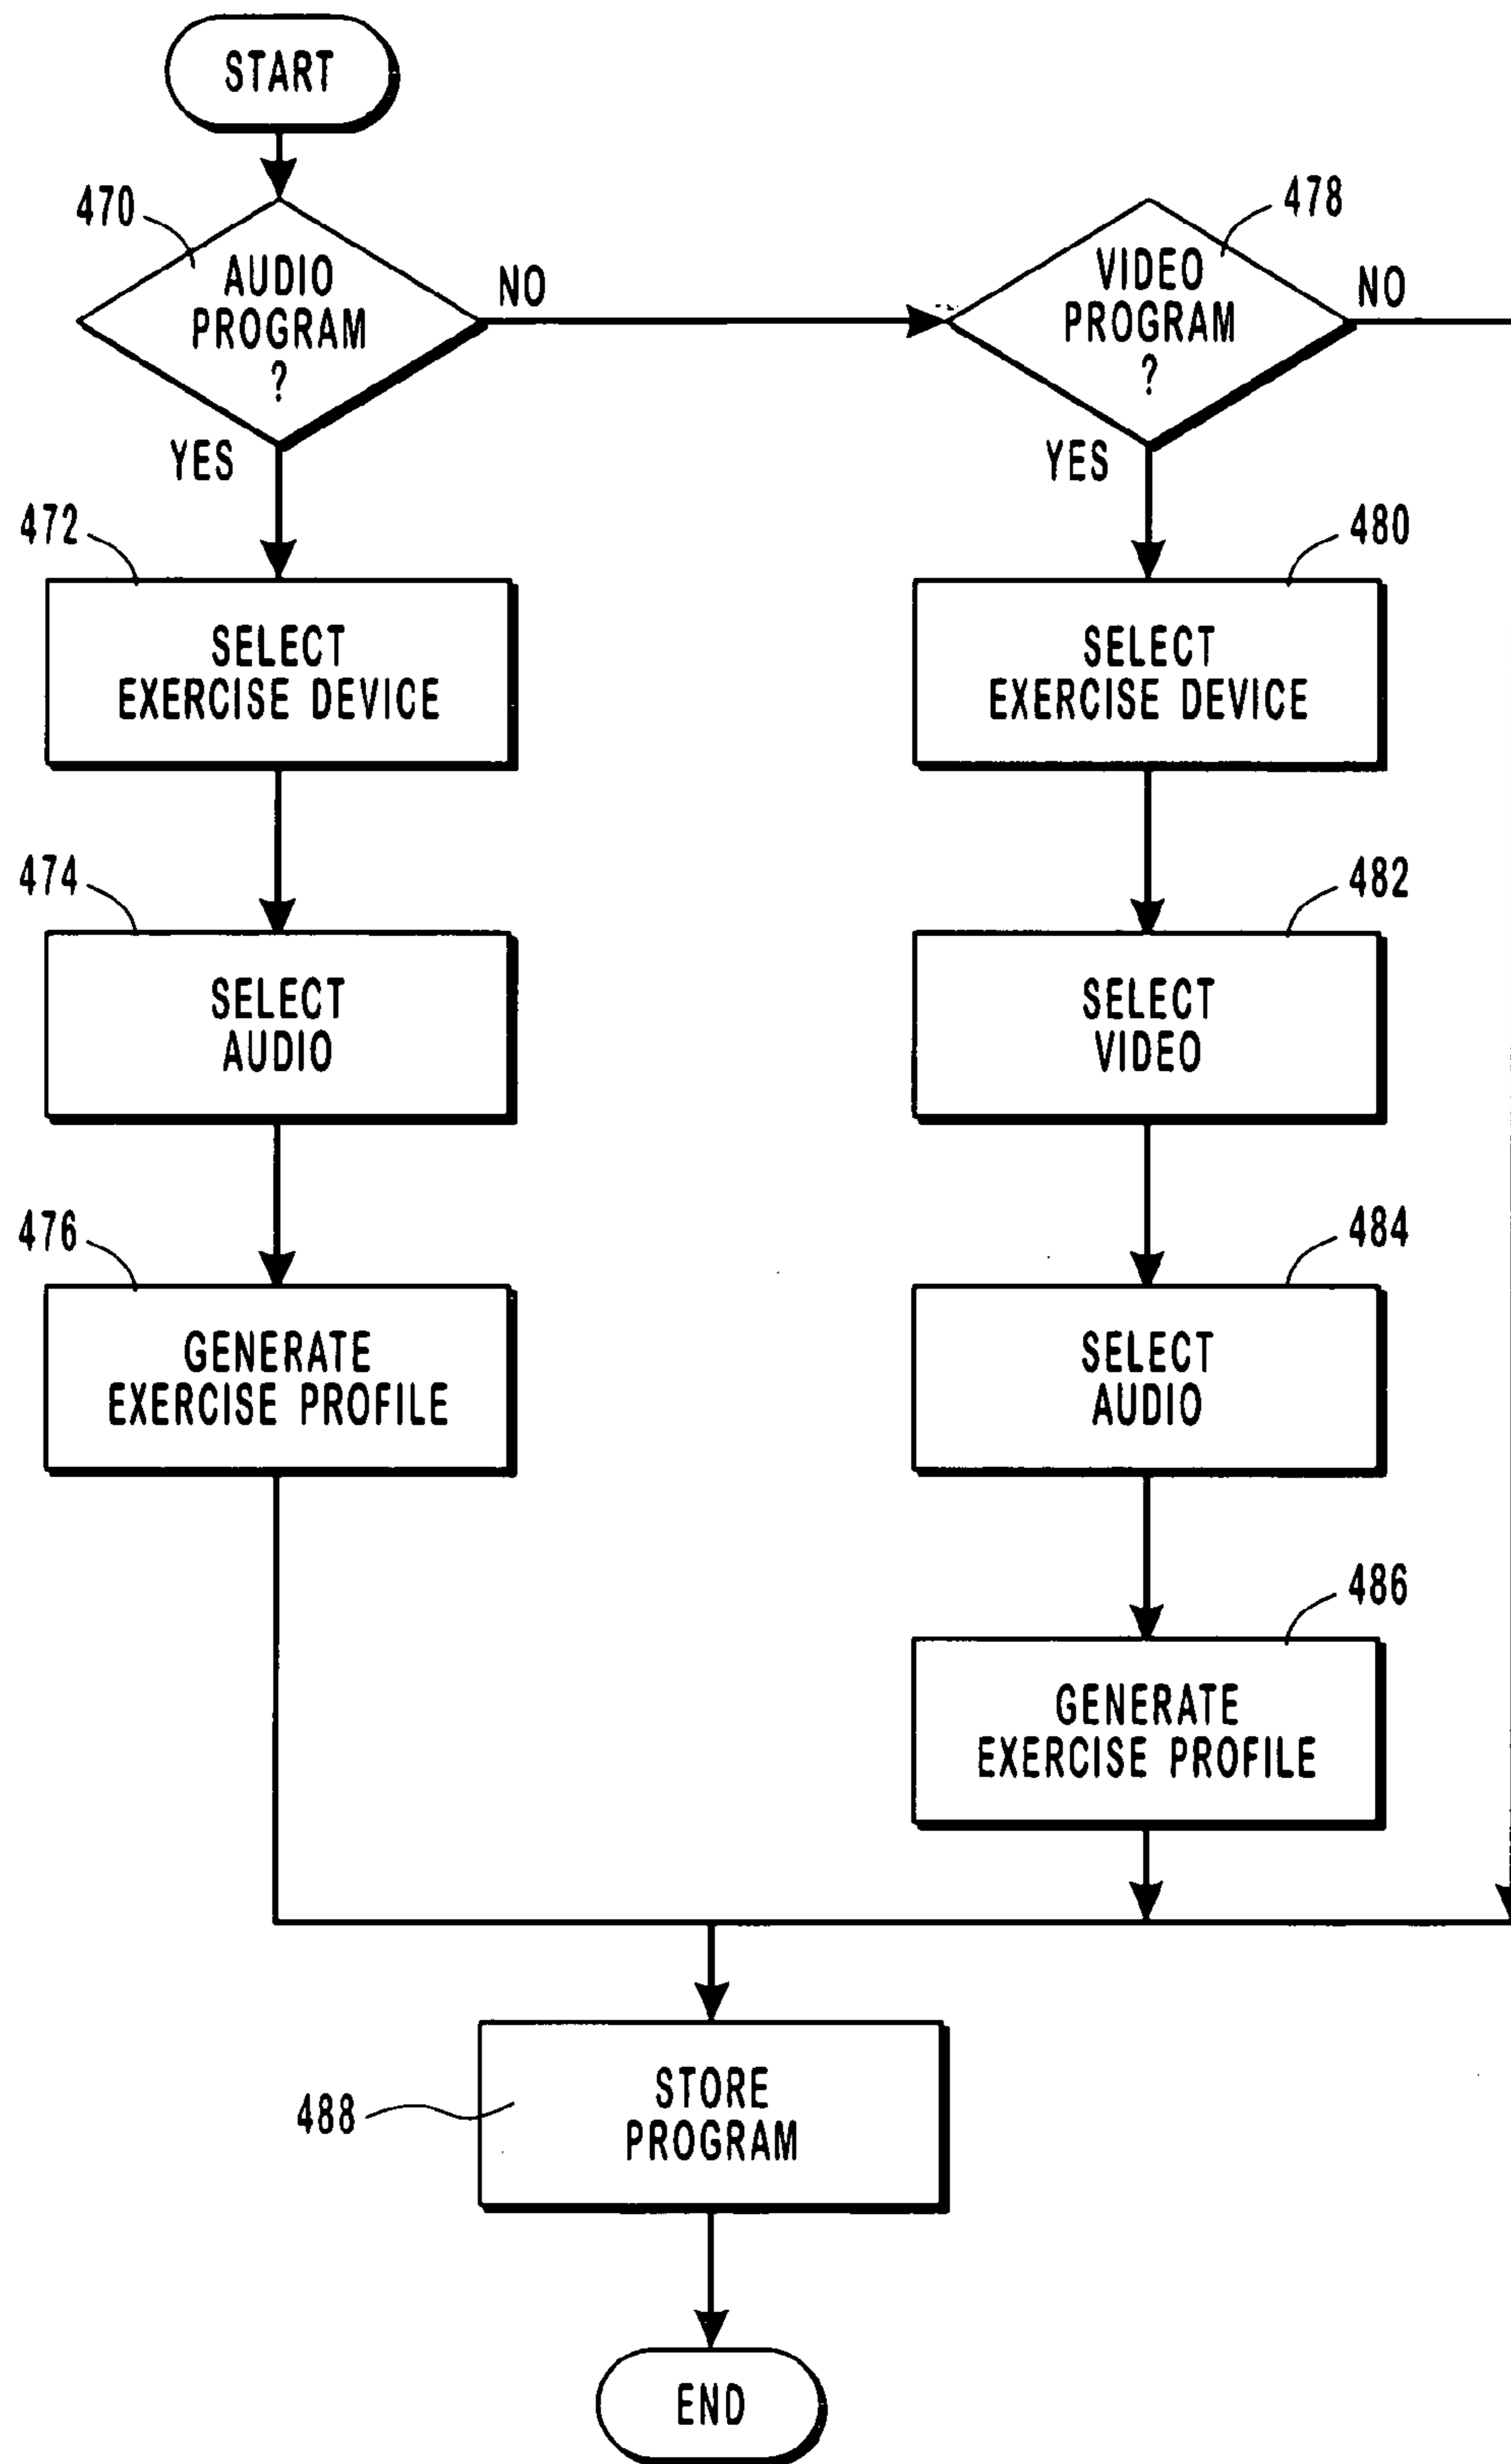 START
470
AUDIO
PROGRAM
?
NO
YES
478
VIDEO
PROGRAM
?
NO
YES
472
SELECT
EXERCISE DEVICE
480
SELECT
EXERCISE DEVICE
474
SELECT
AUDIO
482
SELECT
VIDEO
476
GENERATE
EXERCISE PROFILE
484
SELECT
AUDIO
486
GENERATE
EXERCISE PROFILE
488
STORE
PROGRAM
END